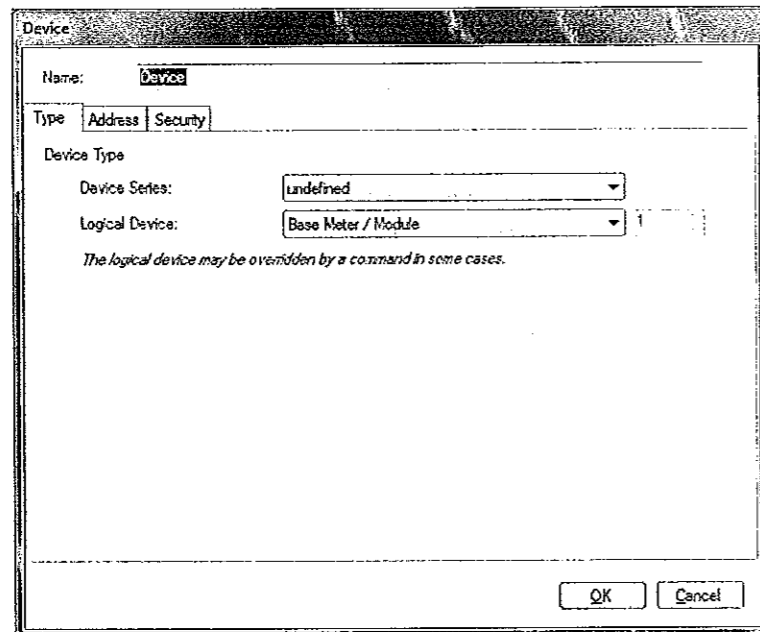 Device
Name: Device
Type Address Security
Device Type
Device Series: undefined
Logical Device: Base Meter / Module 1
The logical device may be overridden by a command in some cases.
OK Cancel